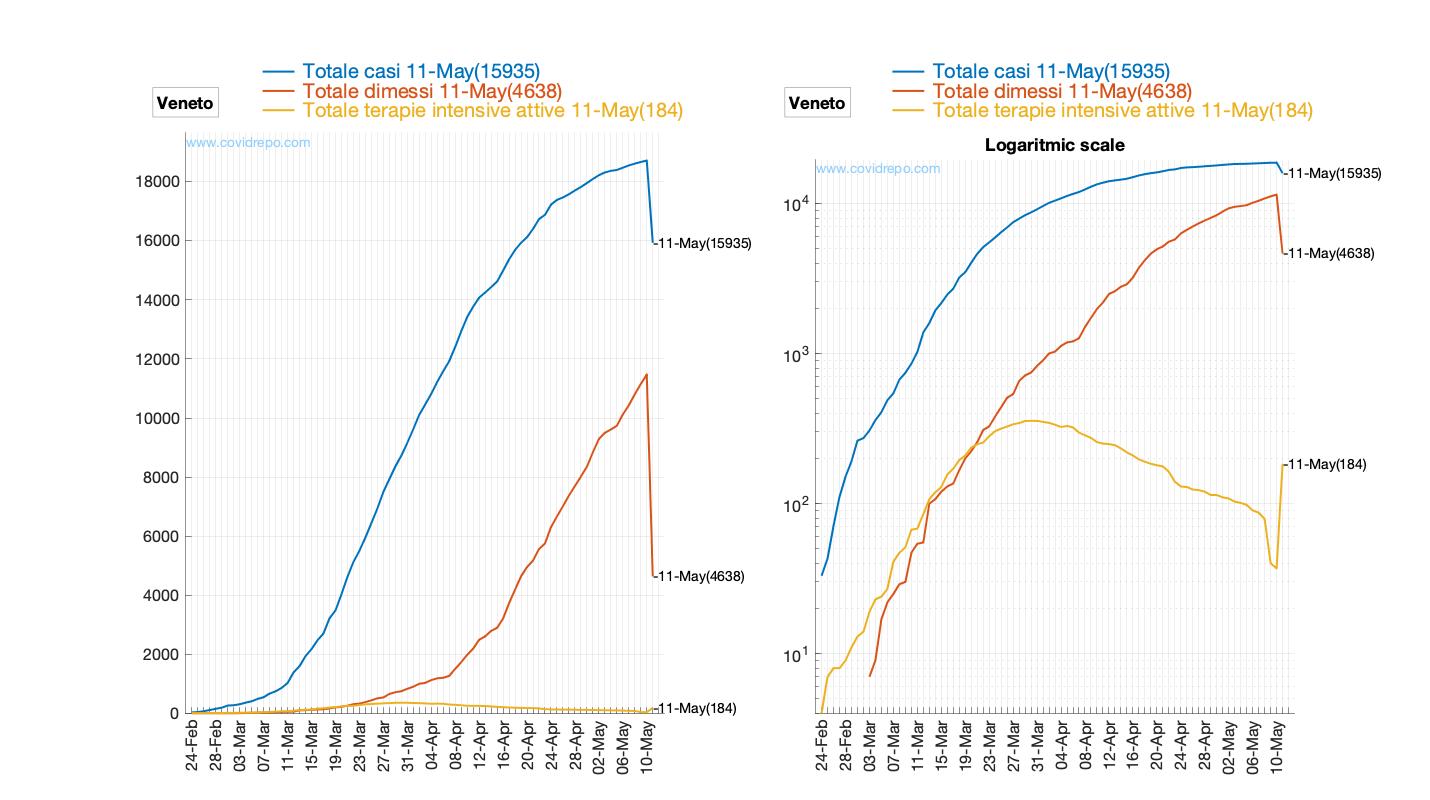 Totale casi 11-May(15935)
Totale dimessi 11-May(4638)
Totale terapie intensive attive 11-May(184)
Veneto
www.covidrepo.com
18000
16000
14000
12000
10000
8000
6000
4000
2000
0
11-May(15935)
11-May(4638)
11-May(184)
24-Feb
28-Feb
03-Mar
07-Mar
11-Mar
15-Mar
19-Mar
23-Mar
27-Mar
31-Mar
04-Apr
08-Apr
12-Apr
16-Apr
20-Apr
24-Apr
28-Apr
02-May
06-May
10-May
Totale casi 11-May(15935)
Totale dimessi 11-May(4638)
Totale terapie intensive attive 11-May(184)
Veneto
Logaritmic scale
www.covidrepo.com
10^4
10^3
10^2
10^1
11-May(15935)
11-May(4638)
11-May(184)
24-Feb
28-Feb
03-Mar
07-Mar
11-Mar
15-Mar
19-Mar
23-Mar
27-Mar
31-Mar
04-Apr
08-Apr
12-Apr
16-Apr
20-Apr
24-Apr
28-Apr
02-May
06-May
10-May